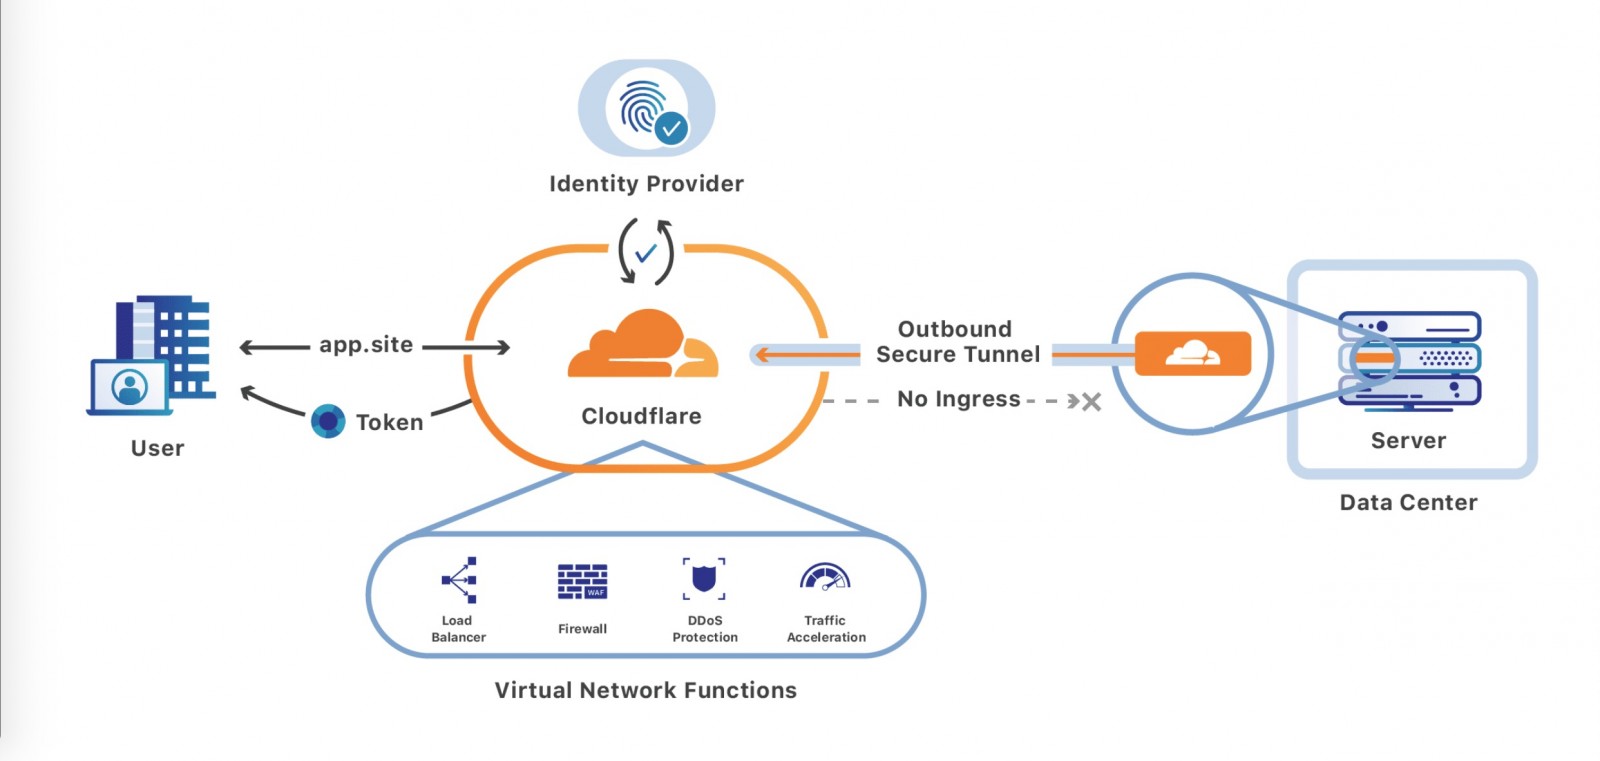 Identity Provider
app.site
Token
User
Cloudflare
Outbound
Secure Tunnel
No Ingress
Server
Data Center
Load
Balancer
WAF
Firewall
DDoS
Protection
Traffic
Acceleration
Virtual Network Functions